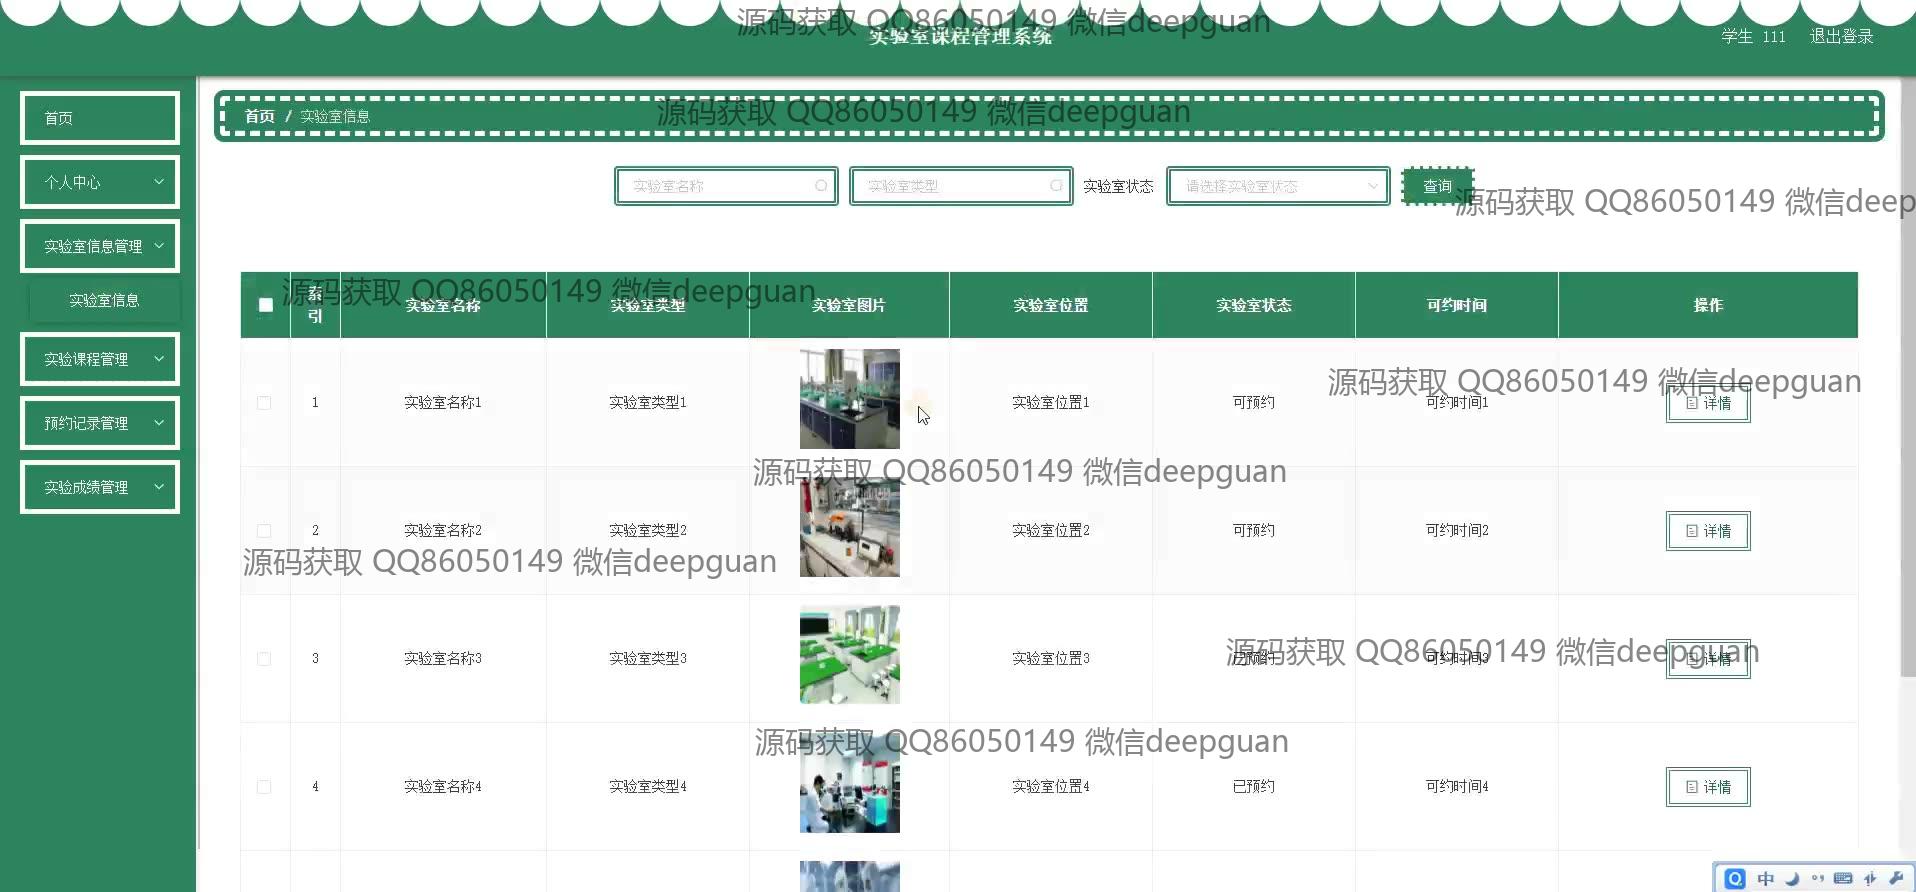 源码获取 QQ86050149 微信deepguan
实验室课程管理系统
学生 111 退出登录
首页
个人中心
实验室信息管理
实验室信息
实验课程管理
预约记录管理
实验成绩管理
首页 / 实验室信息
源码获取 QQ86050149 微信deepguan
实验室名称 实验室类型 实验室状态 请选择实验室状态 查询
源码获取 QQ86050149 微信deep
源码获取 QQ86050149 微信deepguan
索引 实验室名称 实验室类型 实验室图片 实验室位置 实验室状态 可约时间 操作
源码获取 QQ86050149 微信deepguan
1 实验室名称1 实验室类型1 实验室位置1 可预约 可约时间1 详情
源码获取 QQ86050149 微信deepguan
2 实验室名称2 实验室类型2 实验室位置2 可预约 可约时间2 详情
源码获取 QQ86050149 微信deepguan
源码获取 QQ86050149 微信deepguan
3 实验室名称3 实验室类型3 实验室位置3 已预约 可约时间3 详情
源码获取 QQ86050149 微信deepguan
4 实验室名称4 实验室类型4 实验室位置4 已预约 可约时间4 详情
中